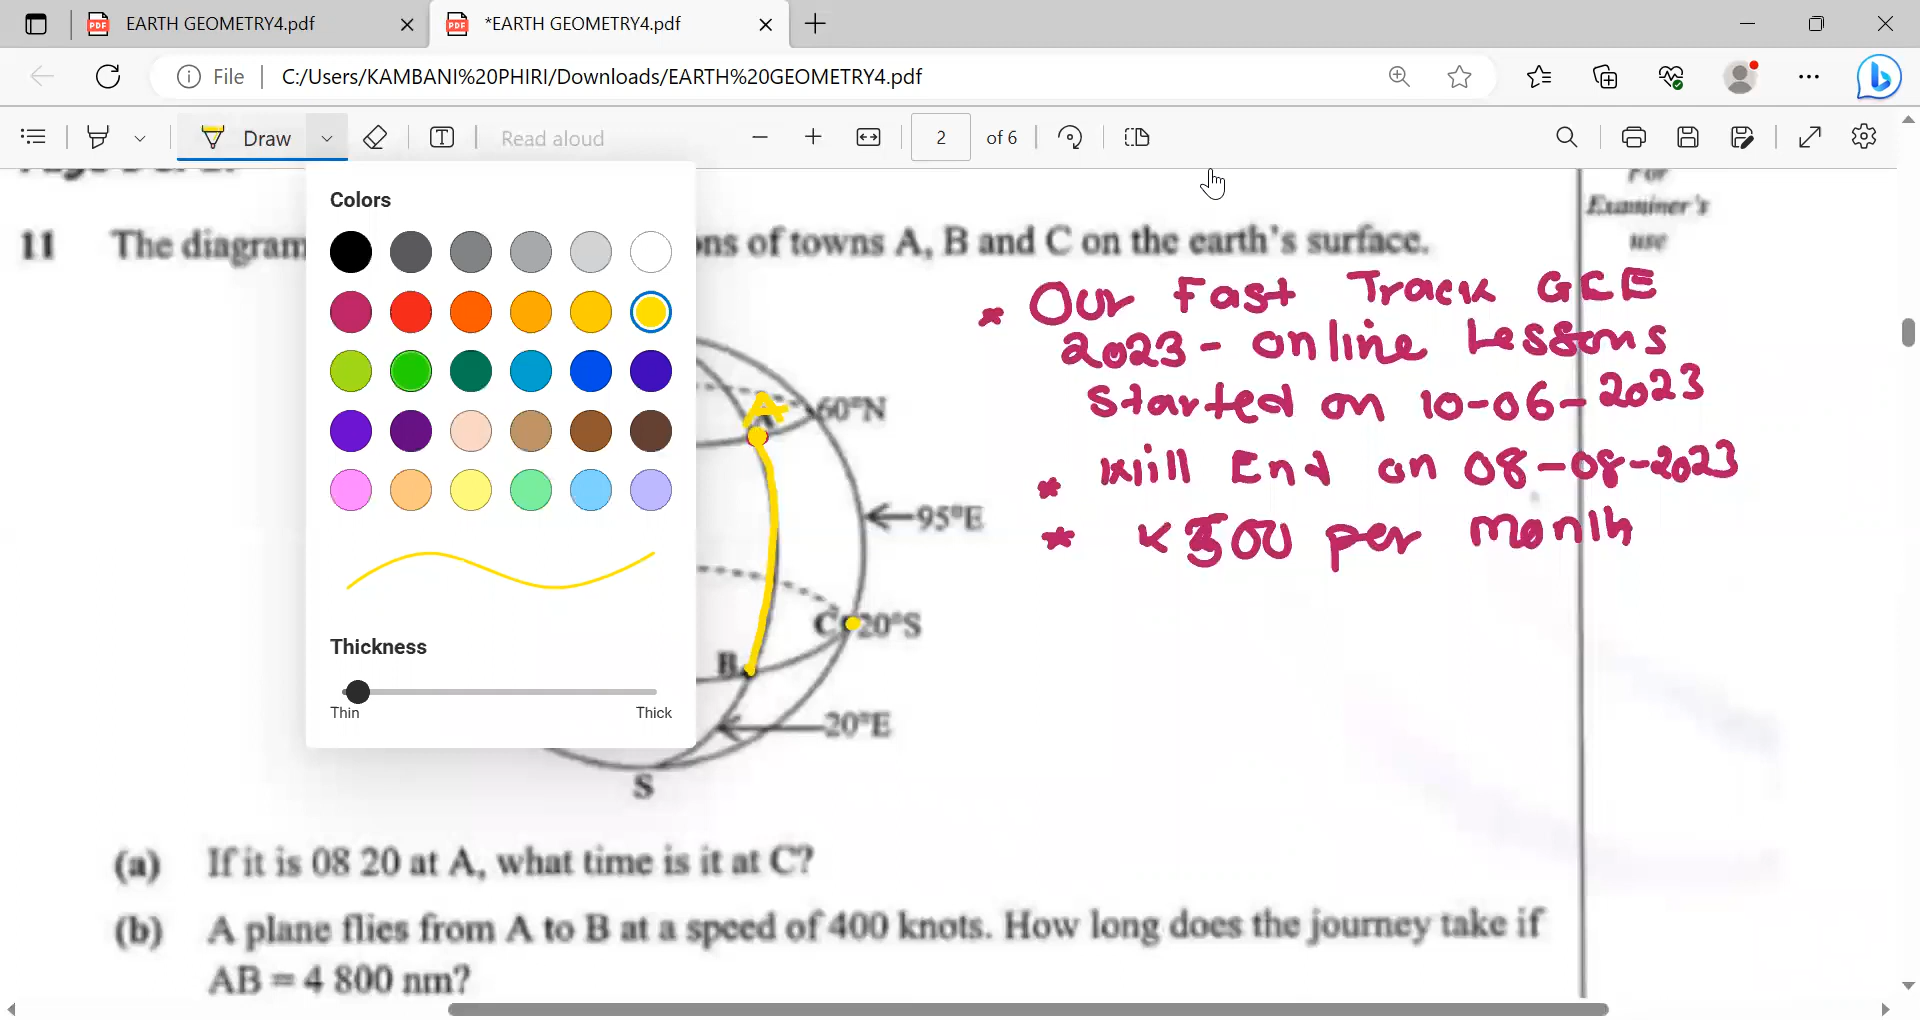 EARTH GEOMETRY4.pdf
*EARTH GEOMETRY4.pdf
File
C:/Users/KAMBANI%20PHIRI/Downloads/EARTH%20GEOMETRY4.pdf
Draw
Read aloud
2
of 6
Colors
Thickness
Thin
Thick
For
Examiner's
use
11 The diagram
ons of towns A, B and C on the earth's surface.
* Our Fast Track GCE
2023 - online Lessons
started on 10-06-2023
* Will End on 08-08-2023
* K300 per month
A
60°N
95°E
C
20°S
B
20°E
S
(a) If it is 08 20 at A, what time is it at C?
(b) A plane flies from A to B at a speed of 400 knots. How long does the journey take if
AB = 4 800 nm?